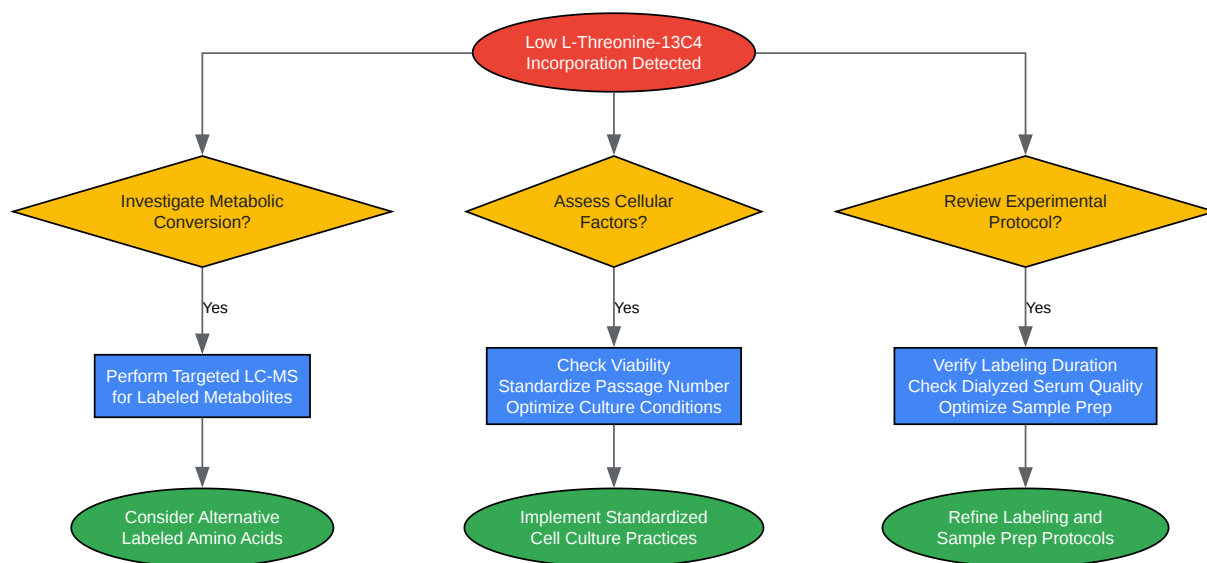 Low L-Threonine-13C4
Incorporation Detected
Investigate Metabolic
Conversion?
Assess Cellular
Factors?
Review Experimental
Protocol?
Yes
Yes
Yes
Perform Targeted LC-MS
for Labeled Metabolites
Check Viability
Standardize Passage Number
Optimize Culture Conditions
Verify Labeling Duration
Check Dialyzed Serum Quality
Optimize Sample Prep
Consider Alternative
Labeled Amino Acids
Implement Standardized
Cell Culture Practices
Refine Labeling and
Sample Prep Protocols